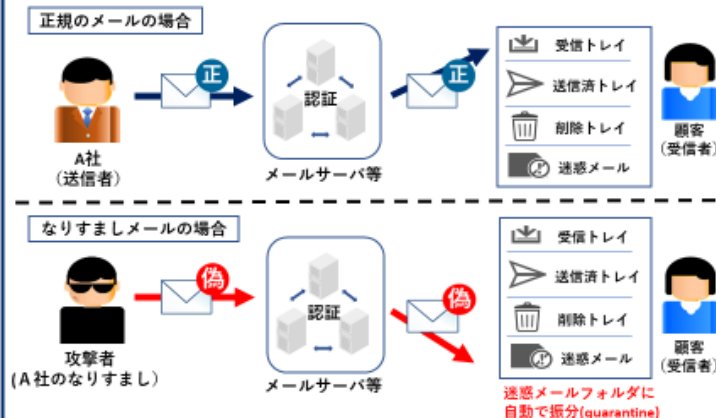 正規のメールの場合
正
正
認証
受信トレイ
送信済トレイ
削除トレイ
迷惑メール
A社
(送信者)
メールサーバ等
顧客
(受信者)
なりすましメールの場合
偽
偽
認証
受信トレイ
送信済トレイ
削除トレイ
迷惑メール
攻撃者
(A社のなりすまし)
メールサーバ等
顧客
(受信者)
迷惑メールフォルダに
自動で振分(quarantine)